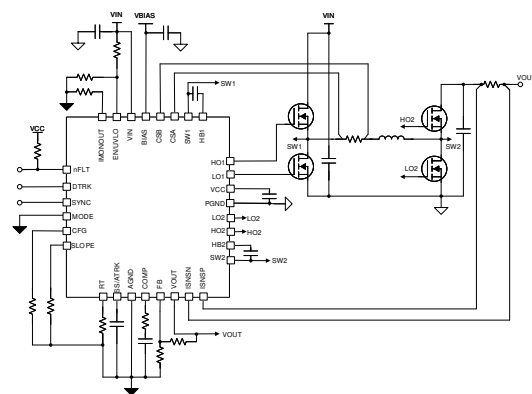 VIN
VBIAS
VIN
VOU
SW1
IMONOUT
EN/UVLO
VIN
BIAS
CSB
CSA
SW1
HB1
VCC
HO2
SW1
SW2
LO2
nFLT
DTRK
SYNC
MODE
CFG
SLOPE
HO1
LO1
VCC
PGND
LO2
LO2
HO2
HO2
HB2
SW2
SW2
RT
SS/ATRK
AGND
COMP
FB
VOUT
ISNSN
ISNSP
VOUT